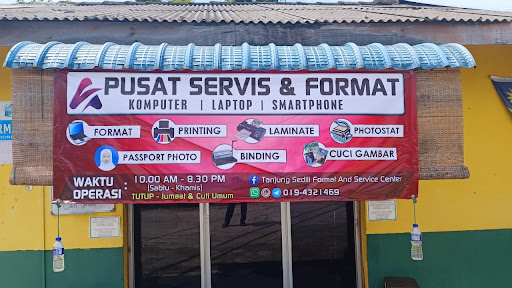 PUSAT SERVIS & FORMAT
KOMPUTER | LAPTOP | SMARTPHONE
FORMAT
PRINTING
LAMINATE
PHOTOSTAT
PASSPORT PHOTO
BINDING
CUCI GAMBAR
WAKTU OPERASI :
10.00 AM - 8.30 PM
(Sabtu - Khamis)
TUTUP - Jumaat & Cuti Umum
Tanjung Sedili Format And Service Center
019-4321469